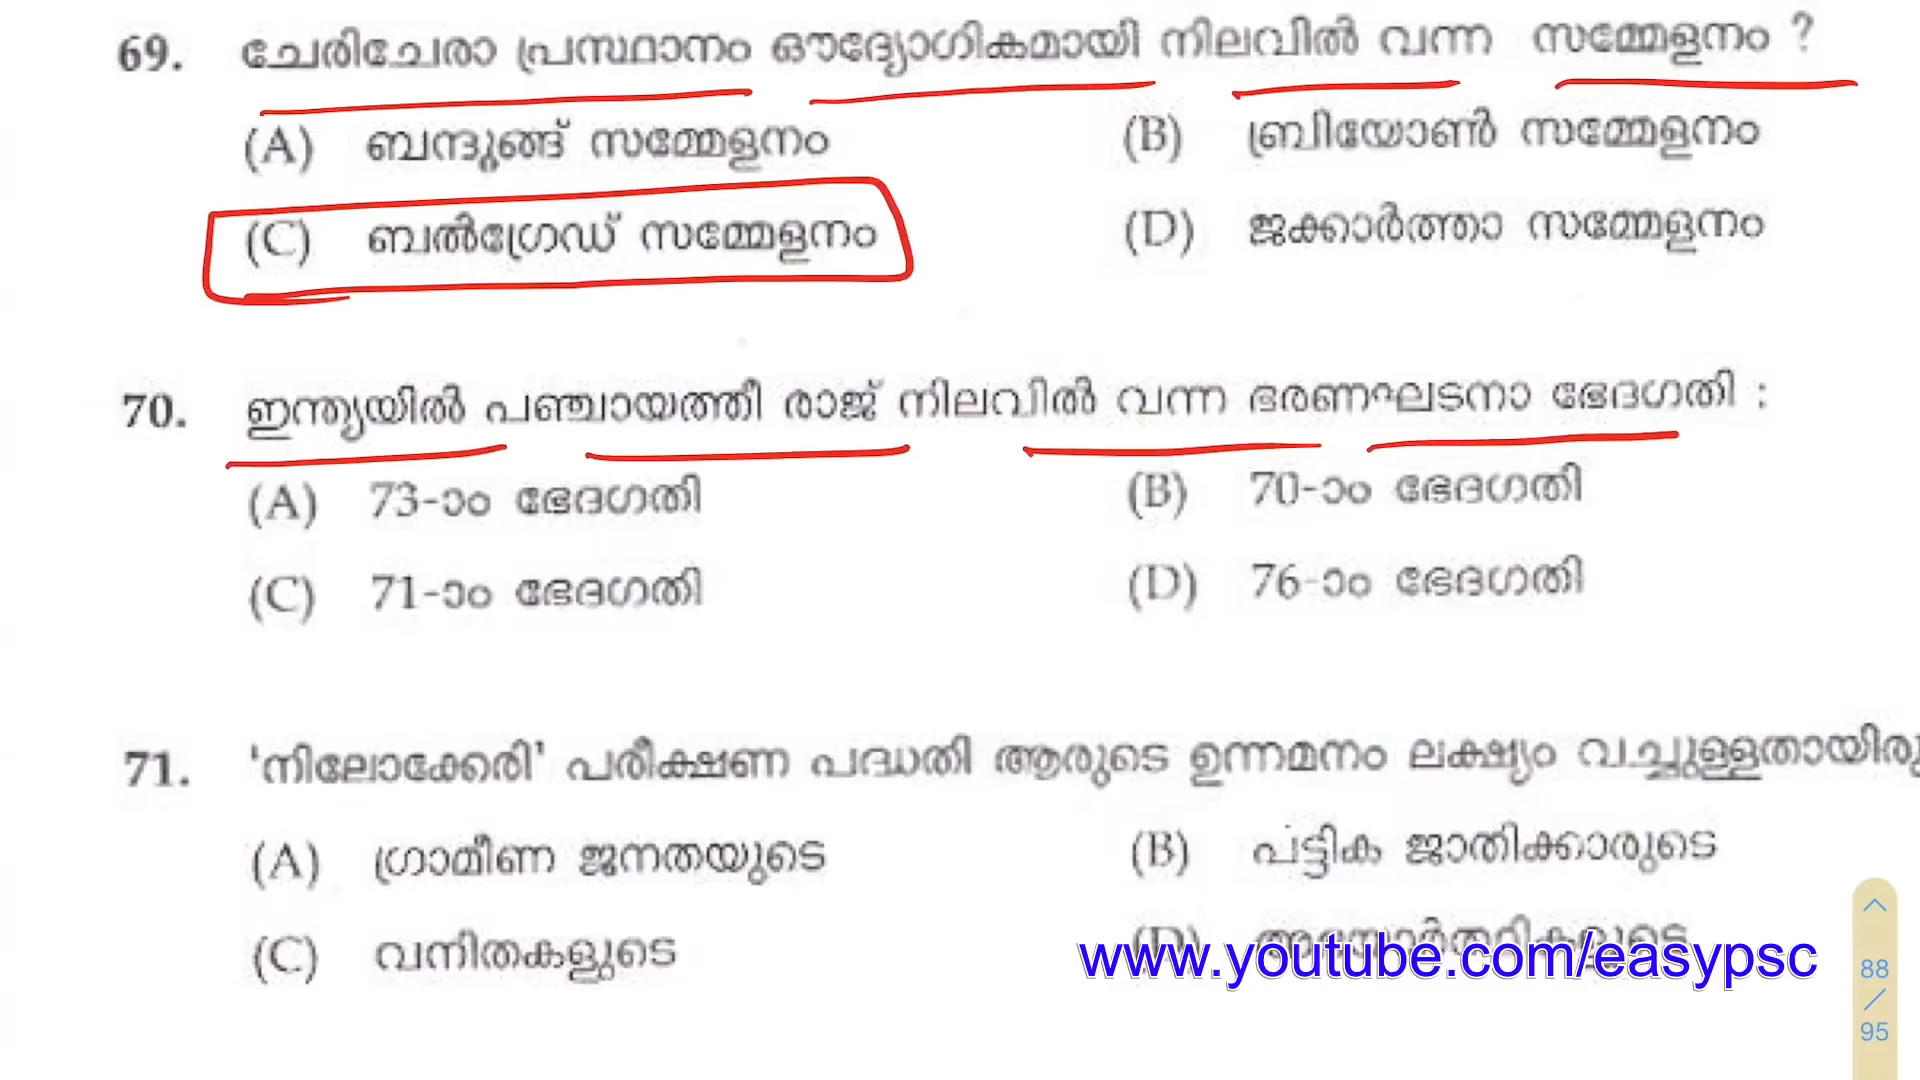 69. ചേരിചേരാ പ്രസ്ഥാനം ഔദ്യോഗികമായി നിലവിൽ വന്ന സമ്മേളനം ?
(A) ബന്ദുങ്ങ് സമ്മേളനം (B) ബ്രിയോൺ സമ്മേളനം
(C) ബൽഗ്രേഡ് സമ്മേളനം (D) ജക്കാർത്താ സമ്മേളനം
70. ഇന്ത്യയിൽ പഞ്ചായത്തീ രാജ് നിലവിൽ വന്ന ഭരണഘടനാ ഭേദഗതി :
(A) 73-ാം ഭേദഗതി (B) 70-ാം ഭേദഗതി
(C) 71-ാം ഭേദഗതി (D) 76-ാം ഭേദഗതി
71. 'നിലോക്കേരി' പരീക്ഷണ പദ്ധതി ആരുടെ ഉന്നമനം ലക്ഷ്യം വച്ചുള്ളതായിരു
(A) ഗ്രാമീണ ജനതയുടെ (B) പട്ടിക ജാതിക്കാരുടെ
(C) വനിതകളുടെ (D)
www.youtube.com/easypsc
88
/
95